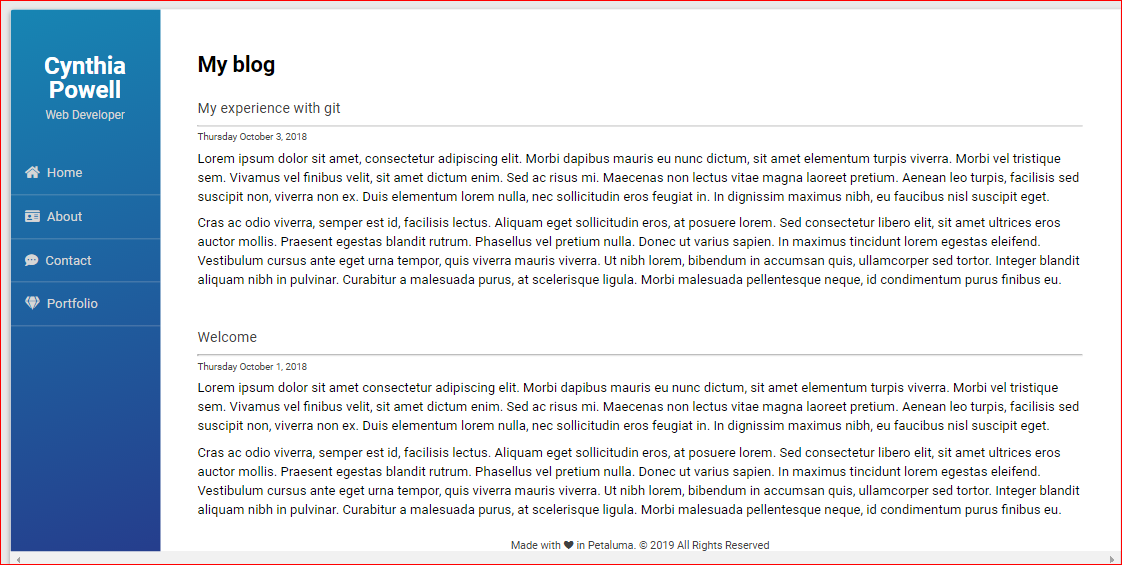 Cynthia
Powell
Web Developer
Home
About
Contact
Portfolio
My blog
My experience with git
Thursday October 3, 2018
Lorem ipsum dolor sit amet, consectetur adipiscing elit. Morbi dapibus mauris eu nunc dictum, sit amet elementum turpis viverra. Morbi vel tristique
sem. Vivamus vel finibus velit, sit amet dictum enim. Sed ac risus mi. Maecenas non lectus vitae magna laoreet pretium. Aenean leo turpis, facilisis sed
suscipit non, viverra non ex. Duis elementum lorem nulla, nec sollicitudin eros feugiat in. In dignissim maximus nibh, eu faucibus nisl suscipit eget.
Cras ac odio viverra, semper est id, facilisis lectus. Aliquam eget sollicitudin eros, at posuere lorem. Sed consectetur libero elit, sit amet ultrices eros
auctor mollis. Praesent egestas blandit rutrum. Phasellus vel pretium nulla. Donec ut varius sapien. In maximus tincidunt lorem egestas eleifend.
Vestibulum cursus ante eget urna tempor, quis viverra mauris viverra. Ut nibh lorem, bibendum in accumsan quis, ullamcorper sed tortor. Integer blandit
aliquam nibh in pulvinar. Curabitur a malesuada purus, at scelerisque ligula. Morbi malesuada pellentesque neque, id condimentum purus finibus eu.
Welcome
Thursday October 1, 2018
Lorem ipsum dolor sit amet consectetur adipiscing elit. Morbi dapibus mauris eu nunc dictum, sit amet elementum turpis viverra. Morbi vel tristique
sem. Vivamus vel finibus velit, sit amet dictum enim. Sed ac risus mi. Maecenas non lectus vitae magna laoreet pretium. Aenean leo turpis, facilisis sed
suscipit non, viverra non ex. Duis elementum lorem nulla, nec sollicitudin eros feugiat in. In dignissim maximus nibh, eu faucibus nisl suscipit eget.
Cras ac odio viverra, semper est id, facilisis lectus. Aliquam eget sollicitudin eros, at posuere lorem. Sed consectetur libero elit, sit amet ultrices eros
auctor mollis. Praesent egestas blandit rutrum. Phasellus vel pretium nulla. Donec ut varius sapien. In maximus tincidunt lorem egestas eleifend.
Vestibulum cursus ante eget urna tempor, quis viverra mauris viverra. Ut nibh lorem, bibendum in accumsan quis, ullamcorper sed tortor. Integer blandit
aliquam nibh in pulvinar. Curabitur a malesuada purus, at scelerisque ligula. Morbi malesuada pellentesque neque, id condimentum purus finibus eu.
Made with ♥ in Petaluma. © 2019 All Rights Reserved